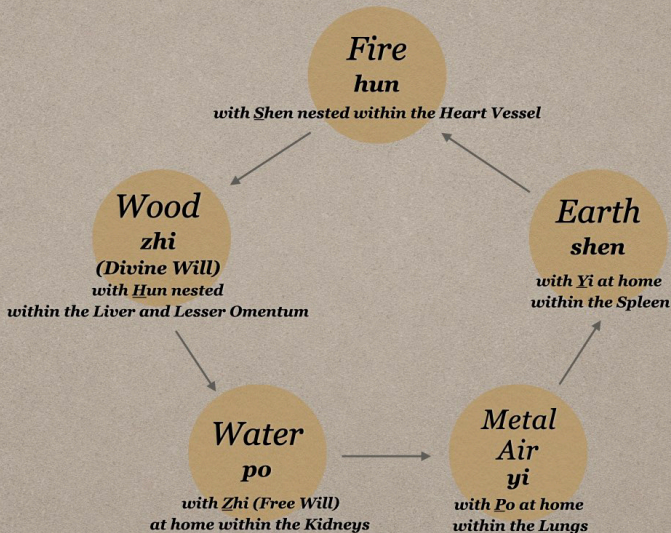 Fire
hun
with Shen nested within the Heart Vessel
Wood
zhi
(Divine Will)
with Hun nested
within the Liver and Lesser Omentum
Earth
shen
with Yi at home
within the Spleen
Water
po
with Zhi (Free Will)
at home within the Kidneys
Metal
Air
yi
with Po at home
within the Lungs